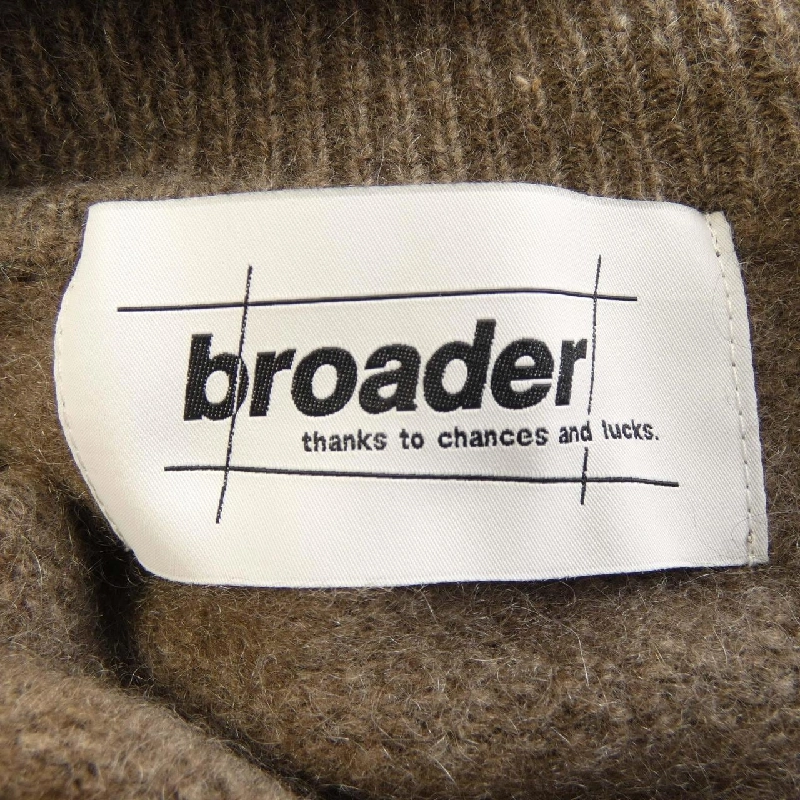 broader
thanks to chances and lucks.